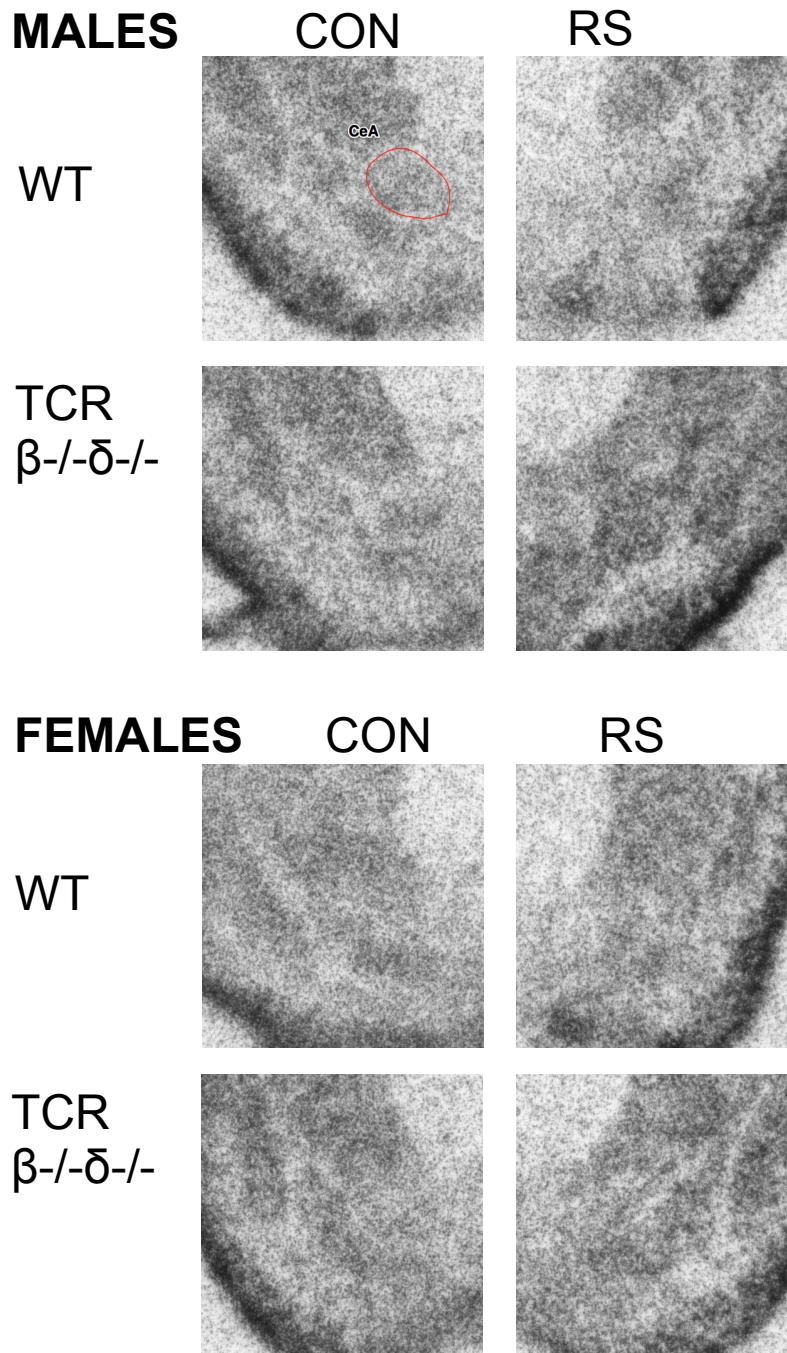 MALES CON RS
CeA
WT
TCR
β-/-δ-/-
FEMALES CON RS
WT
TCR
β-/-δ-/-